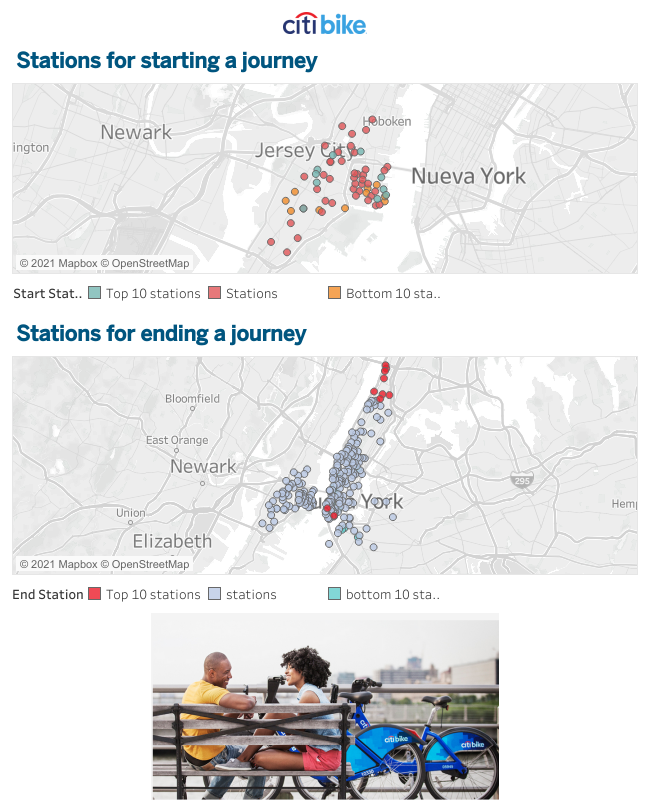 citi bike
Stations for starting a journey
Hoboken
Newark
ington
Jersey City
Nueva York
© 2021 Mapbox © OpenStreetMap
Start Stat.. Top 10 stations Stations Bottom 10 sta..
Stations for ending a journey
Bloomfield
East Orange
Newark
295
York
Hemp
Union
Elizabeth
© 2021 Mapbox © OpenStreetMap
End Station Top 10 stations stations bottom 10 sta..
citi bike
citi bike